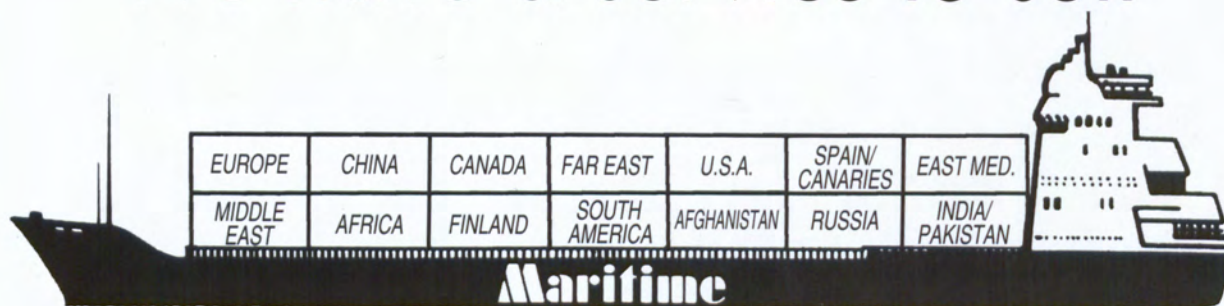 EUROPE CHINA CANADA FAR EAST U.S.A. SPAIN/ CANARIES EAST MED.
MIDDLE EAST AFRICA FINLAND SOUTH AMERICA AFGHANISTAN RUSSIA INDIA/ PAKISTAN
Maritime